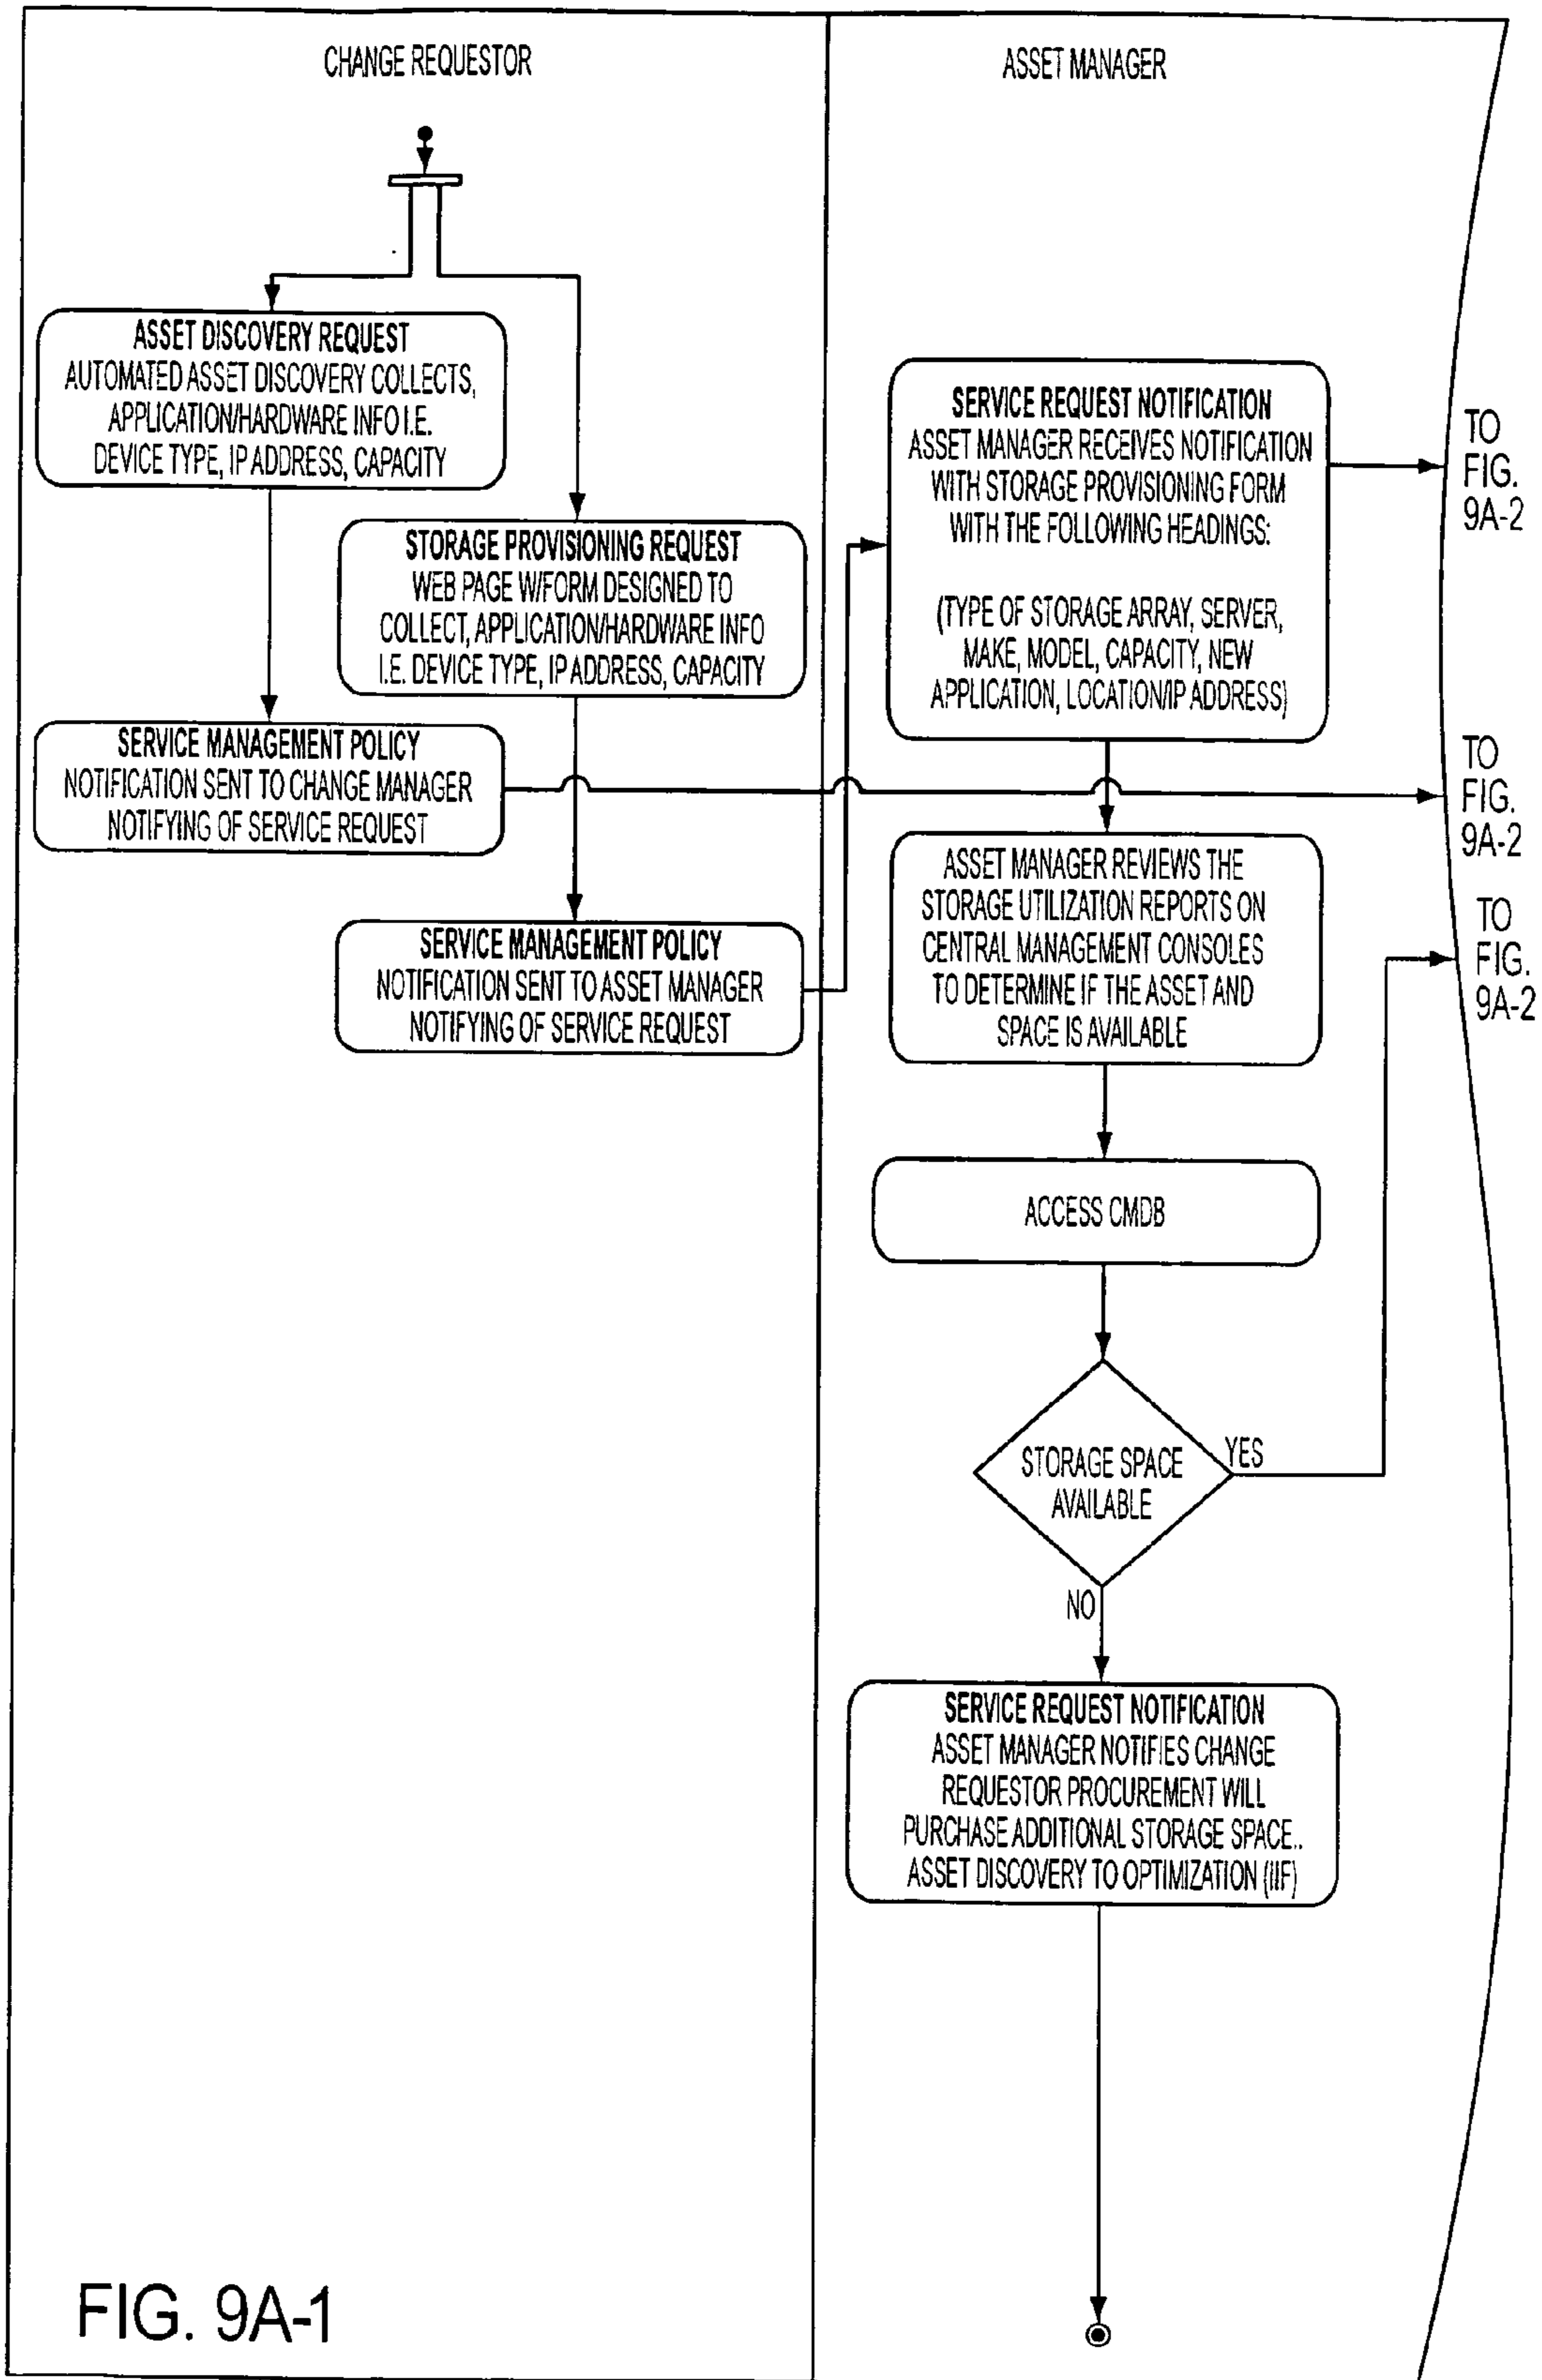 CHANGE REQUESTOR
ASSET MANAGER
ASSET DISCOVERY REQUEST
AUTOMATED ASSET DISCOVERY COLLECTS,
APPLICATION/HARDWARE INFO I.E.
DEVICE TYPE, IP ADDRESS, CAPACITY
STORAGE PROVISIONING REQUEST
WEB PAGE W/FORM DESIGNED TO
COLLECT, APPLICATION/HARDWARE INFO
I.E. DEVICE TYPE, IP ADDRESS, CAPACITY
SERVICE MANAGEMENT POLICY
NOTIFICATION SENT TO CHANGE MANAGER
NOTIFYING OF SERVICE REQUEST
SERVICE MANAGEMENT POLICY
NOTIFICATION SENT TO ASSET MANAGER
NOTIFYING OF SERVICE REQUEST
SERVICE REQUEST NOTIFICATION
ASSET MANAGER RECEIVES NOTIFICATION
WITH STORAGE PROVISIONING FORM
WITH THE FOLLOWING HEADINGS:
(TYPE OF STORAGE ARRAY, SERVER,
MAKE, MODEL, CAPACITY, NEW
APPLICATION, LOCATION/IP ADDRESS)
TO
FIG.
9A-2
TO
FIG.
9A-2
ASSET MANAGER REVIEWS THE
STORAGE UTILIZATION REPORTS ON
CENTRAL MANAGEMENT CONSOLES
TO DETERMINE IF THE ASSET AND
SPACE IS AVAILABLE
TO
FIG.
9A-2
ACCESS CMDB
STORAGE SPACE
AVAILABLE
YES
NO
SERVICE REQUEST NOTIFICATION
ASSET MANAGER NOTIFIES CHANGE
REQUESTOR PROCUREMENT WILL
PURCHASE ADDITIONAL STORAGE SPACE..
ASSET DISCOVERY TO OPTIMIZATION (IIF)
FIG. 9A-1